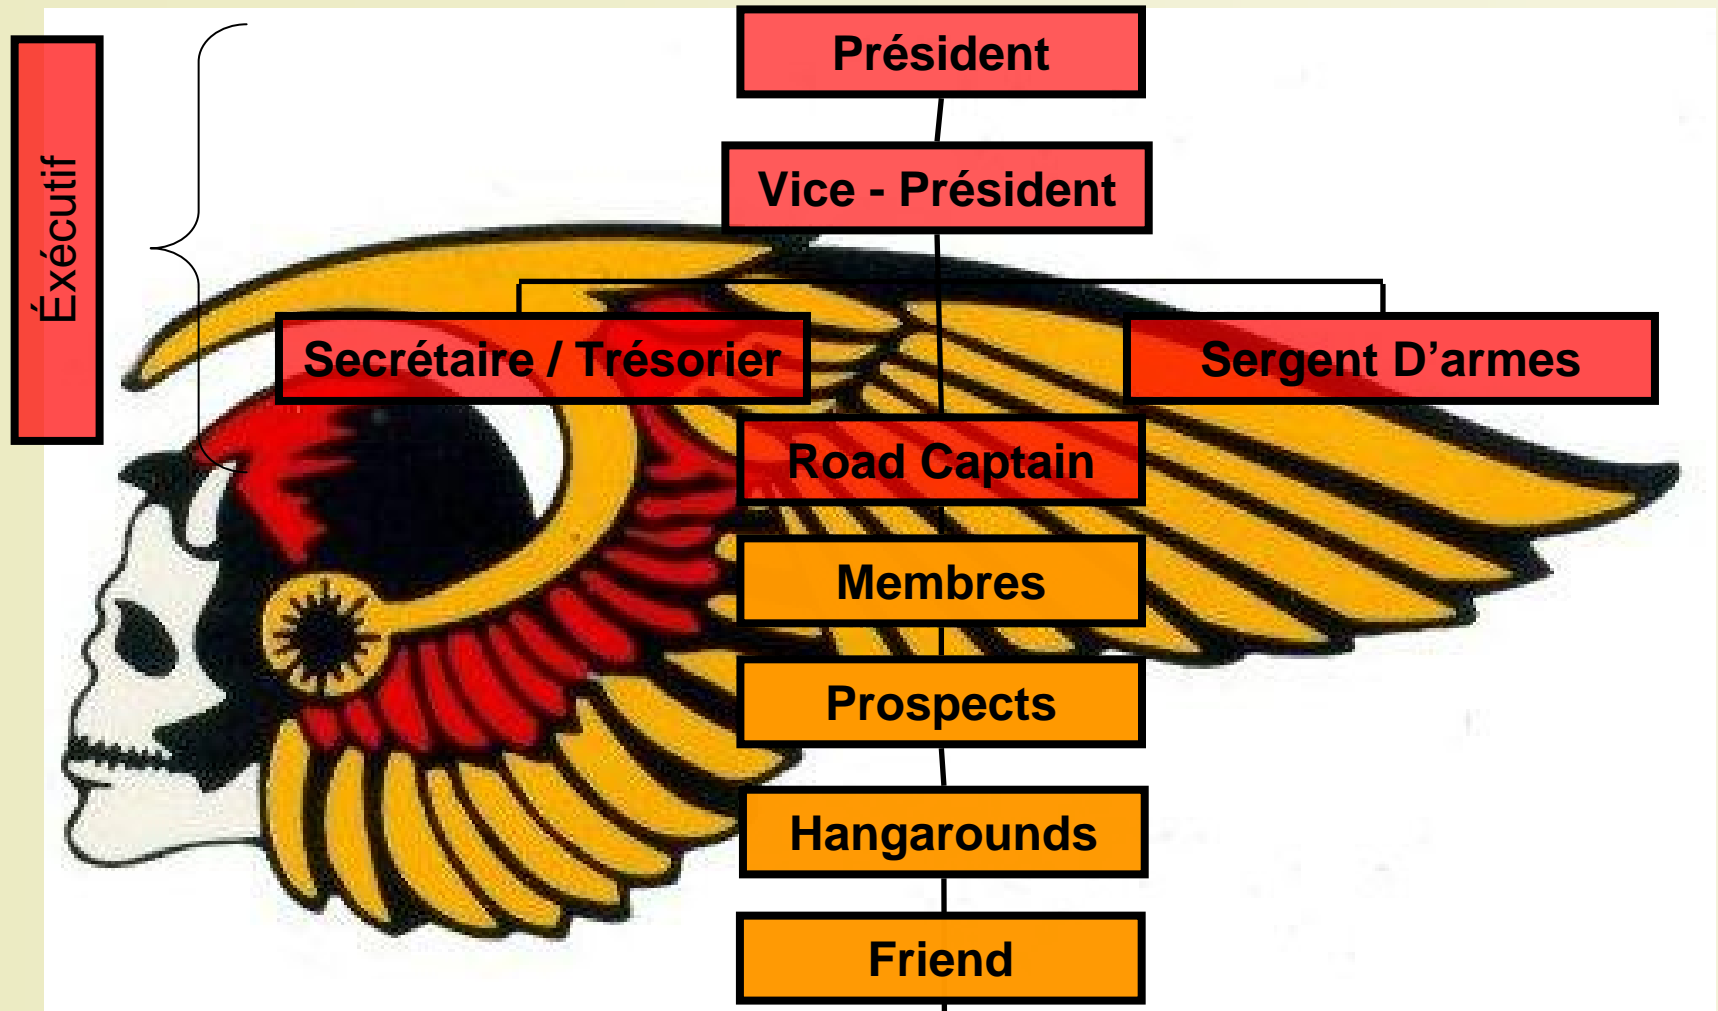 Éxécutif
Président
Vice - Président
Secrétaire / Trésorier
Sergent D’armes
Road Captain
Membres
Prospects
Hangarounds
Friend